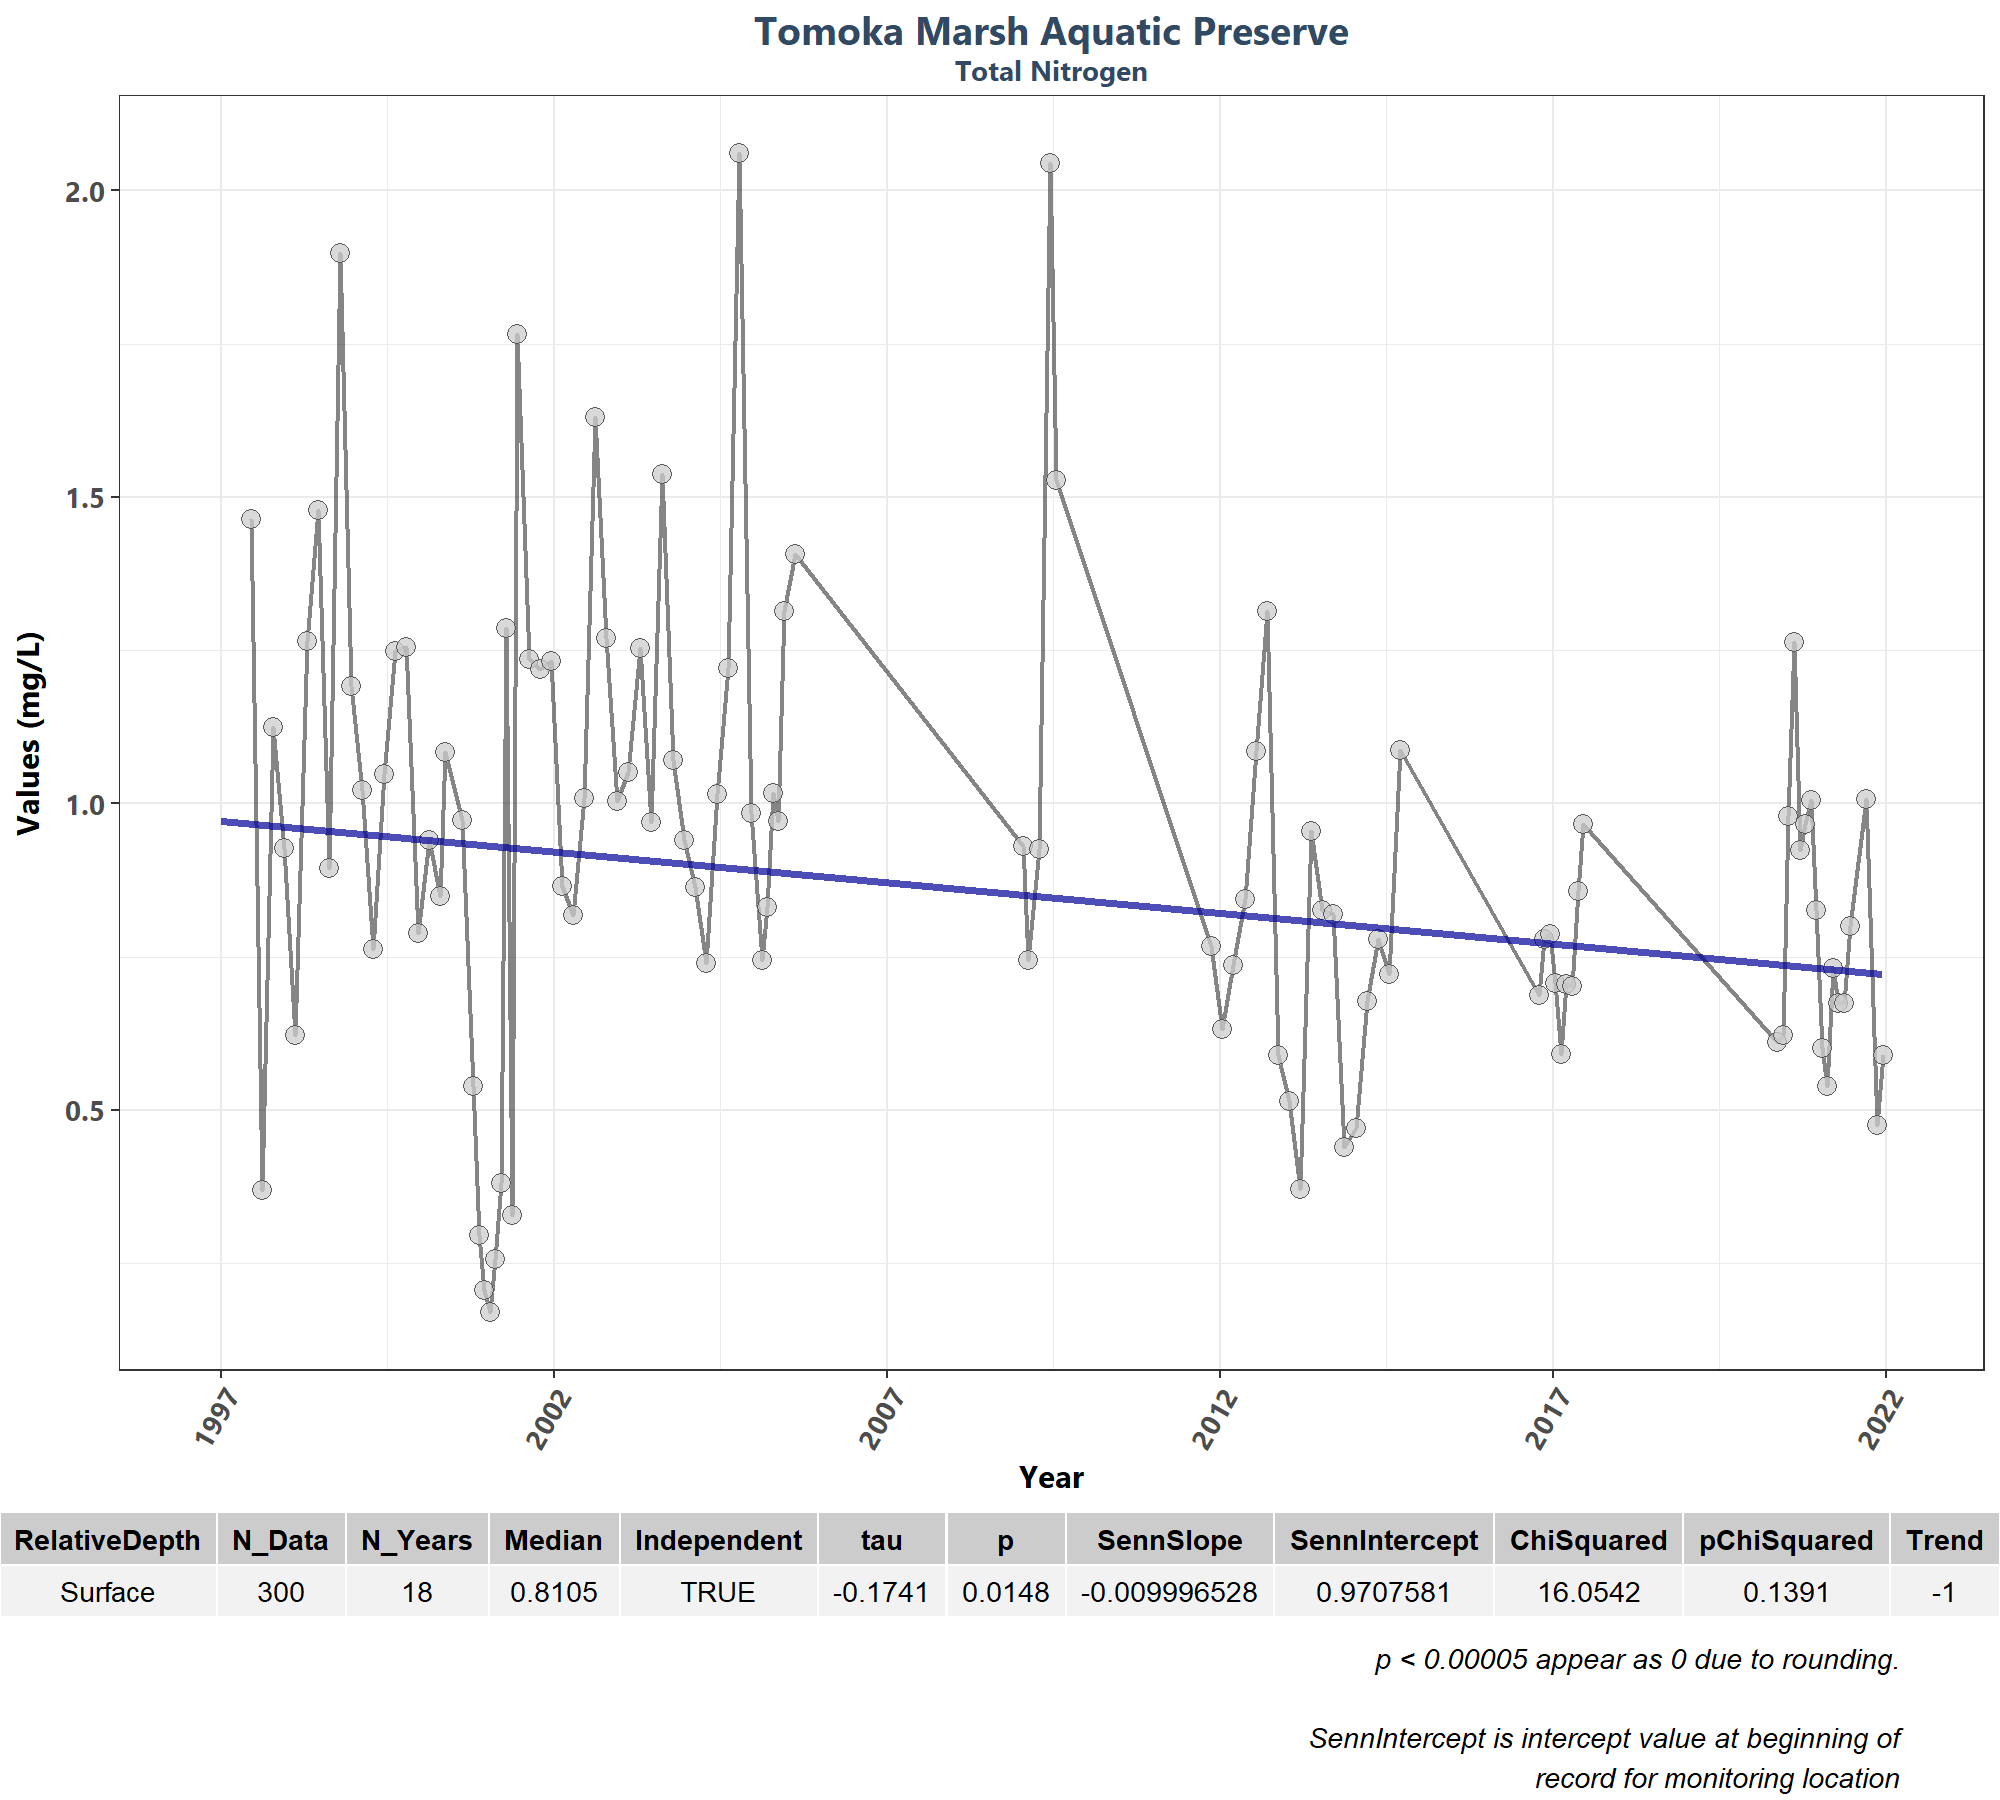 Tomoka Marsh Aquatic Preserve
Total Nitrogen
2.0
1.5
1.0
0.5
Values (mg/L)
1997 2002 2007 2012 2017 2022
Year
RelativeDepth N_Data N_Years Median Independent tau p SennSlope SennIntercept ChiSquared pChiSquared Trend
Surface 300 18 0.8105 TRUE -0.1741 0.0148 -0.009996528 0.9707581 16.0542 0.1391 -1
p < 0.00005 appear as 0 due to rounding.
SennIntercept is intercept value at beginning of
record for monitoring location